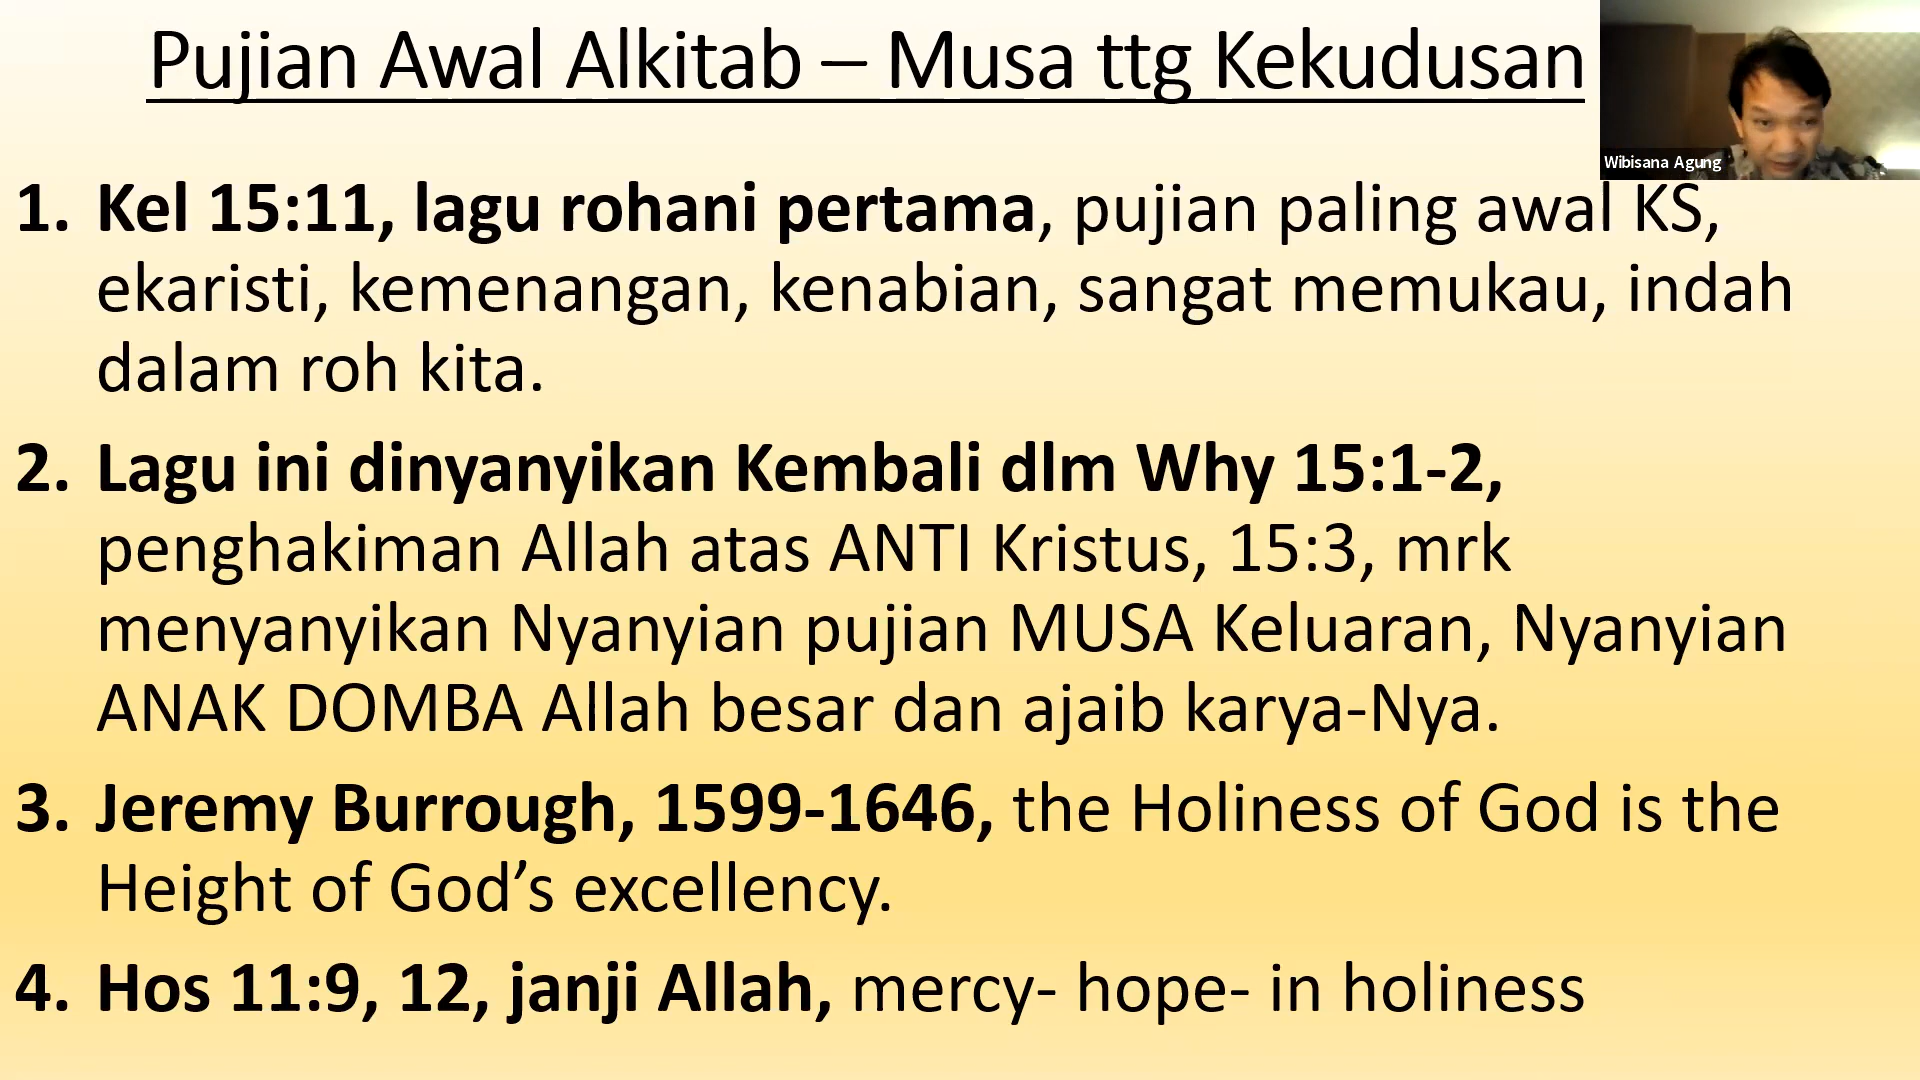 Pujian Awal Alkitab – Musa ttg Kekudusan
Wibisana Agung
1. Kel 15:11, lagu rohani pertama, pujian paling awal KS,
ekaristi, kemenangan, kenabian, sangat memukau, indah
dalam roh kita.
2. Lagu ini dinyanyikan Kembali dlm Why 15:1-2,
penghakiman Allah atas ANTI Kristus, 15:3, mrk
menyanyikan Nyanyian pujian MUSA Keluaran, Nyanyian
ANAK DOMBA Allah besar dan ajaib karya-Nya.
3. Jeremy Burrough, 1599-1646, the Holiness of God is the
Height of God’s excellency.
4. Hos 11:9, 12, janji Allah, mercy- hope- in holiness